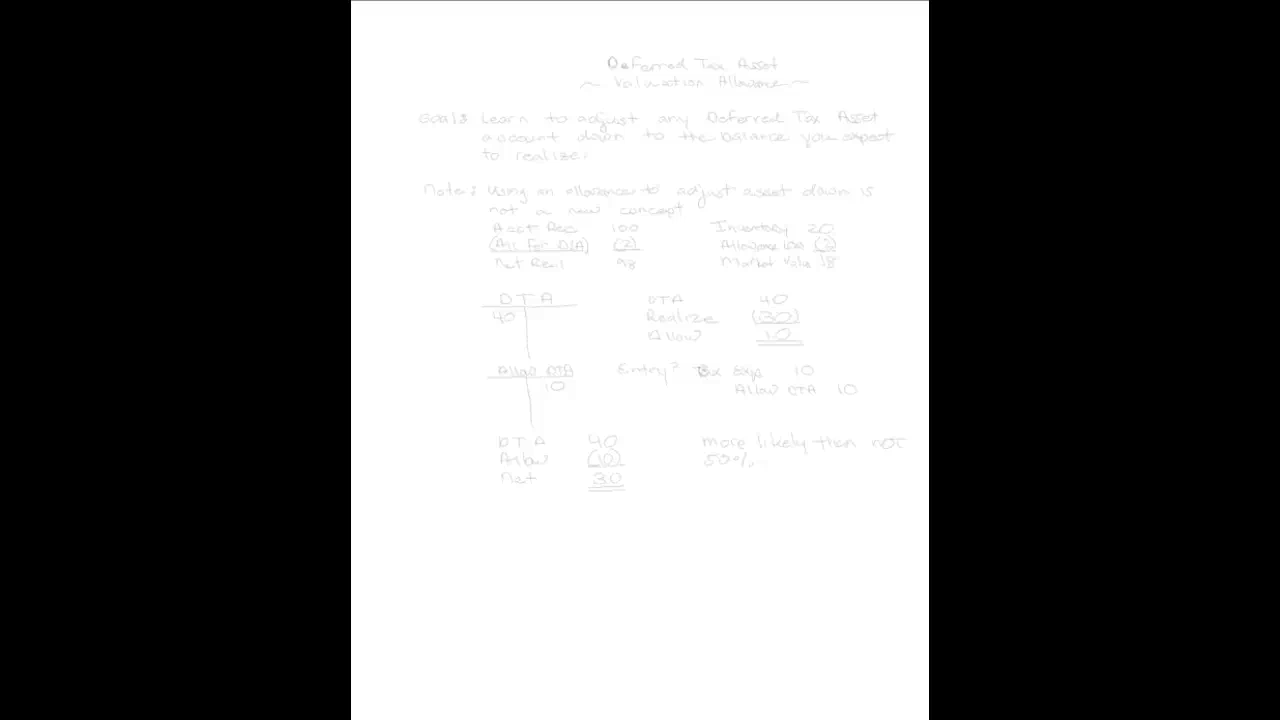 Deferred Tax Asset
~ Valuation Allowance ~
Goal: Learn to adjust any Deferred Tax Asset
account down to the balance you expect
to realize.
Note: Using an allowance to adjust asset down is
not a new concept
Acct Rec 100 Inventory 20
(All For D/A) (2) Allowance (2)
Net Real 98 Market Value 18
DTA DTA 40
40 Realize (30)
Allow 10
Allow DTA Entry? Tax Exp 10
10 Allow DTA 10
DTA 40 more likely than not
Allow (10) 50%
Net 30